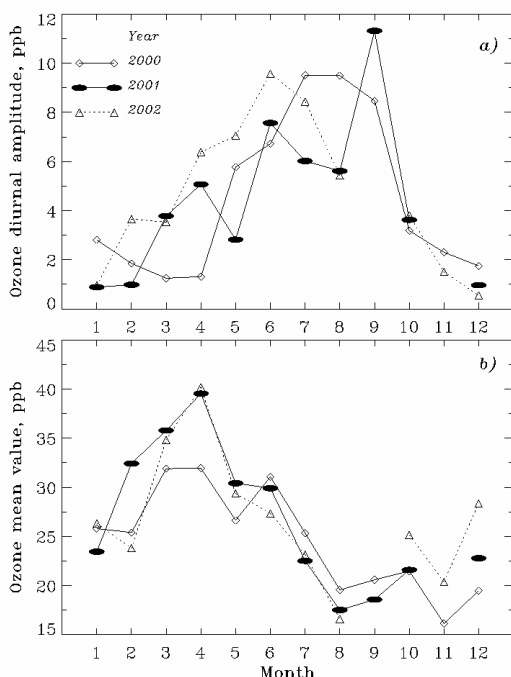 Ozone diurnal amplitude, ppb
12
10
8
6
4
2
0
Year
2000
2001
2002
a)
1 2 3 4 5 6 7 8 9 10 11 12
Ozone mean value, ppb
45
40
35
30
25
20
15
b)
1 2 3 4 5 6 7 8 9 10 11 12
Month